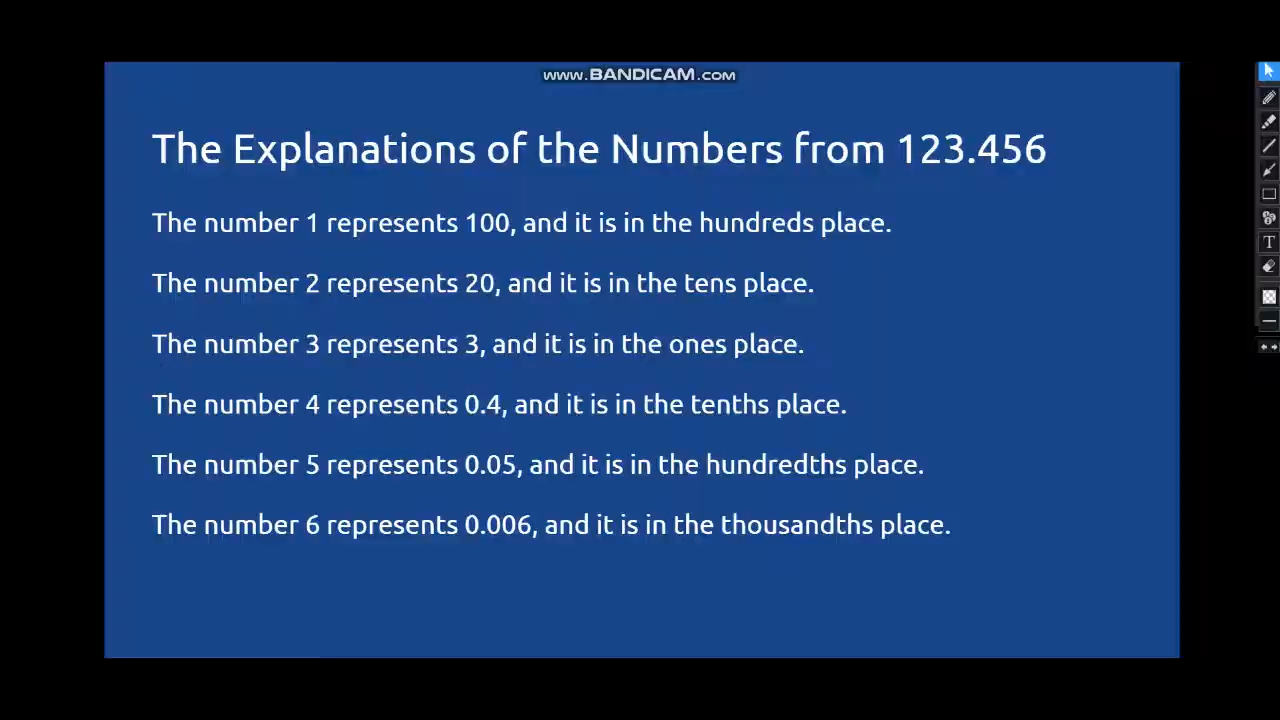 www.BANDICAM.com
The Explanations of the Numbers from 123.456
The number 1 represents 100, and it is in the hundreds place.
The number 2 represents 20, and it is in the tens place.
The number 3 represents 3, and it is in the ones place.
The number 4 represents 0.4, and it is in the tenths place.
The number 5 represents 0.05, and it is in the hundredths place.
The number 6 represents 0.006, and it is in the thousandths place.
T